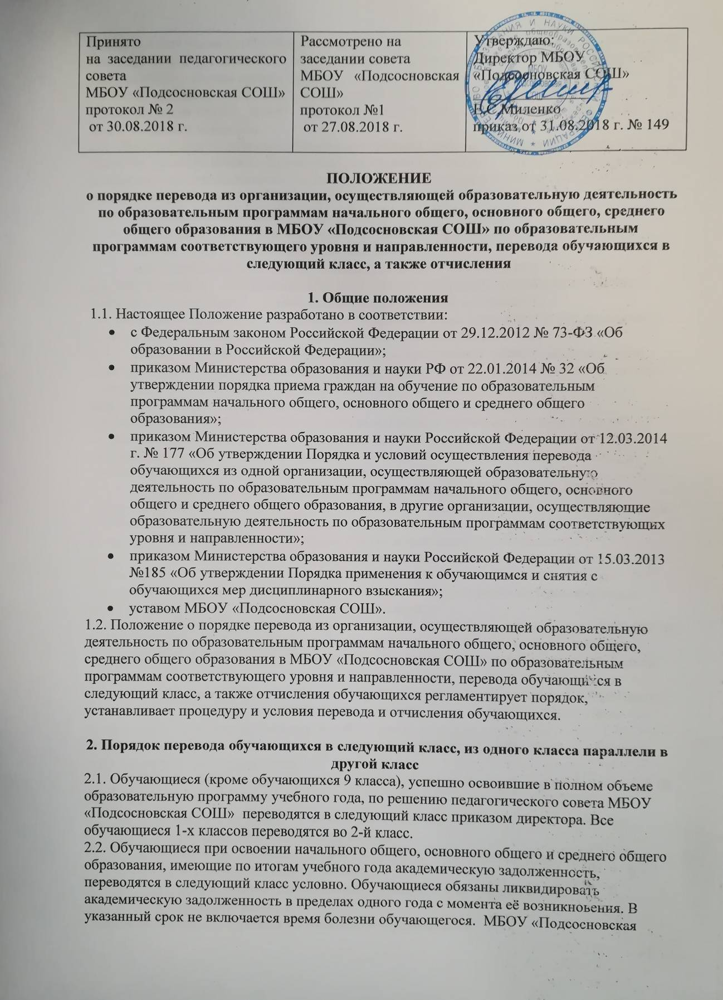 Принято
на заседании педагогического
совета
МБОУ «Подсосновская СОШ»
протокол № 2
от 30.08.2018 г.
Рассмотрено на
заседании совета
МБОУ «Подсосновская
СОШ»
протокол №1
от 27.08.2018 г.
Утверждаю:
Директор МБОУ
«Подсосновская СОШ»
Е.С.Миленко
приказ от 31.08.2018 г. № 149
ПОЛОЖЕНИЕ
о порядке перевода из организации, осуществляющей образовательную деятельность
по образовательным программам начального общего, основного общего, среднего
общего образования в МБОУ «Подсосновская СОШ» по образовательным
программам соответствующего уровня и направленности, перевода обучающихся в
следующий класс, а также отчисления
1. Общие положения
1.1. Настоящее Положение разработано в соответствии:
• с Федеральным законом Российской Федерации от 29.12.2012 № 73-ФЗ «Об
образовании в Российской Федерации»;
• приказом Министерства образования и науки РФ от 22.01.2014 № 32 «Об
утверждении порядка приема граждан на обучение по образовательным
программам начального общего, основного общего и среднего общего
образования»;
• приказом Министерства образования и науки Российской Федерации от 12.03.2014
г. № 177 «Об утверждении Порядка и условий осуществления перевода
обучающихся из одной организации, осуществляющей образовательную
деятельность по образовательным программам начального общего, основного
общего и среднего общего образования, в другие организации, осуществляющие
образовательную деятельность по образовательным программам соответствующих
уровня и направленности»;
• приказом Министерства образования и науки Российской Федерации от 15.03.2013
№185 «Об утверждении Порядка применения к обучающимся и снятия с
обучающихся мер дисциплинарного взыскания»;
• уставом МБОУ «Подсосновская СОШ».
1.2. Положение о порядке перевода из организации, осуществляющей образовательную
деятельность по образовательным программам начального общего, основного общего,
среднего общего образования в МБОУ «Подсосновская СОШ» по образовательным
программам соответствующего уровня и направленности, перевода обучающихся в
следующий класс, а также отчисления обучающихся регламентирует порядок,
устанавливает процедуру и условия перевода и отчисления обучающихся.
2. Порядок перевода обучающихся в следующий класс, из одного класса параллели в
другой класс
2.1. Обучающиеся (кроме обучающихся 9 класса), успешно освоившие в полном объеме
образовательную программу учебного года, по решению педагогического совета МБОУ
«Подсосновская СОШ» переводятся в следующий класс приказом директора. Все
обучающиеся 1-х классов переводятся во 2-й класс.
2.2. Обучающиеся при освоении начального общего, основного общего и среднего общего
образования, имеющие по итогам учебного года академическую задолженность,
переводятся в следующий класс условно. Обучающиеся обязаны ликвидировать
академическую задолженность в пределах одного года с момента её возникновения. В
указанный срок не включается время болезни обучающегося. МБОУ «Подсосновская